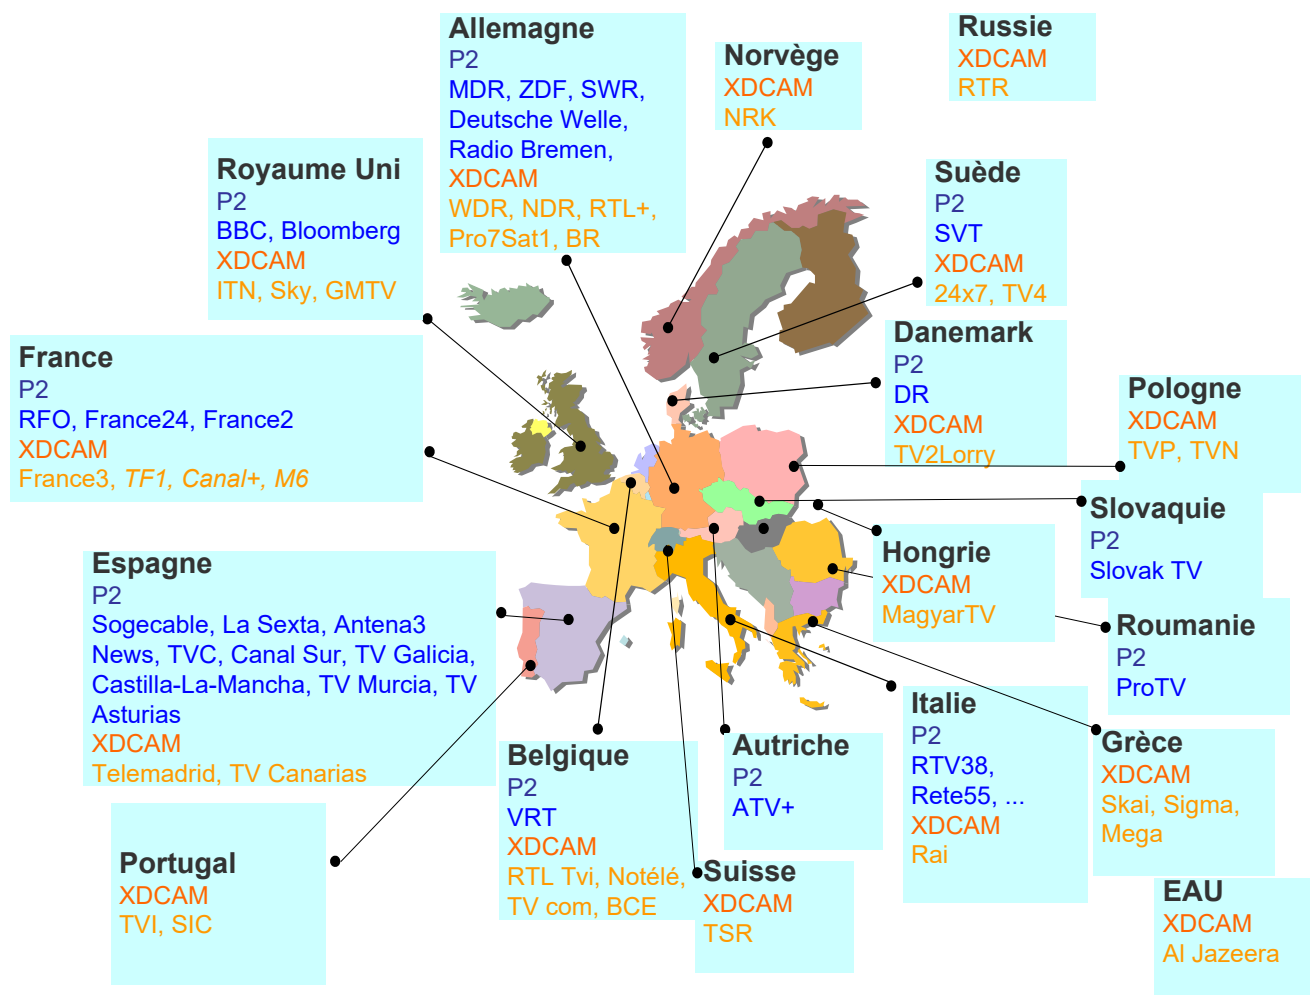 Allemagne
P2
MDR, ZDF, SWR,
Deutsche Welle,
Radio Bremen,
XDCAM
WDR, NDR, RTL+,
Pro7Sat1, BR
Norvège
XDCAM
NRK
Russie
XDCAM
RTR
Royaume Uni
P2
BBC, Bloomberg
XDCAM
ITN, Sky, GMTV
Suède
P2
SVT
XDCAM
24x7, TV4
France
P2
RFO, France24, France2
XDCAM
France3, TF1, Canal+, M6
Danemark
P2
DR
XDCAM
TV2Lorry
Pologne
XDCAM
TVP, TVN
Slovaquie
P2
Slovak TV
Hongrie
XDCAM
MagyarTV
Espagne
P2
Sogecable, La Sexta, Antena3
News, TVC, Canal Sur, TV Galicia,
Castilla-La-Mancha, TV Murcia, TV
Asturias
XDCAM
Telemadrid, TV Canarias
Roumanie
P2
ProTV
Italie
P2
RTV38,
Rete55, ...
XDCAM
Rai
Grèce
XDCAM
Skai, Sigma,
Mega
Belgique
P2
VRT
XDCAM
RTL Tvi, Notélé,
TV com, BCE
Autriche
P2
ATV+
Portugal
XDCAM
TVI, SIC
Suisse
XDCAM
TSR
EAU
XDCAM
Al Jazeera